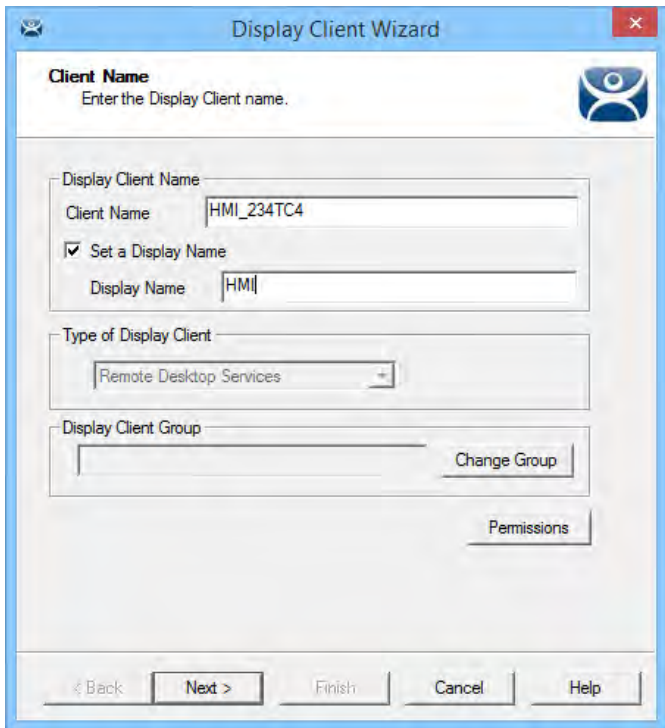 Display Client Wizard
Client Name
Enter the Display Client name.
Display Client Name
Client Name HMI_234TC4
Set a Display Name
Display Name HMI
Type of Display Client
Remote Desktop Services
Display Client Group
Change Group
Permissions
< Back Next > Finish Cancel Help